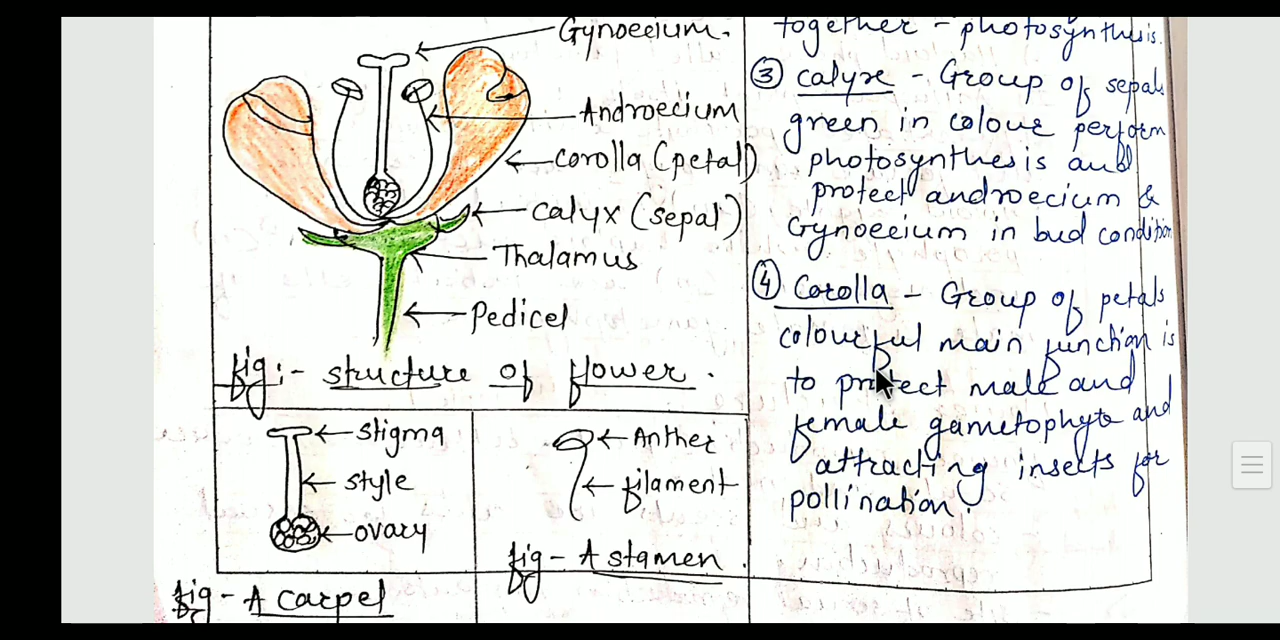 Gynoecium.
Androecium
Corolla (petal)
Calyx (sepal)
Thalamus
Pedicel
fig:- structure of flower.
stigma
style
ovary
fig - A carpel
Anther
filament
fig - A stamen.
together - photosynthesis.
③ Calyx - Group of sepals
green in colour perform
photosynthesis and
protect androecium &
Gynoecium in bud condition
④ Corolla - Group of petals
colourful main function is
to protect male and
female gametophyte and
attracting insects for
pollination.